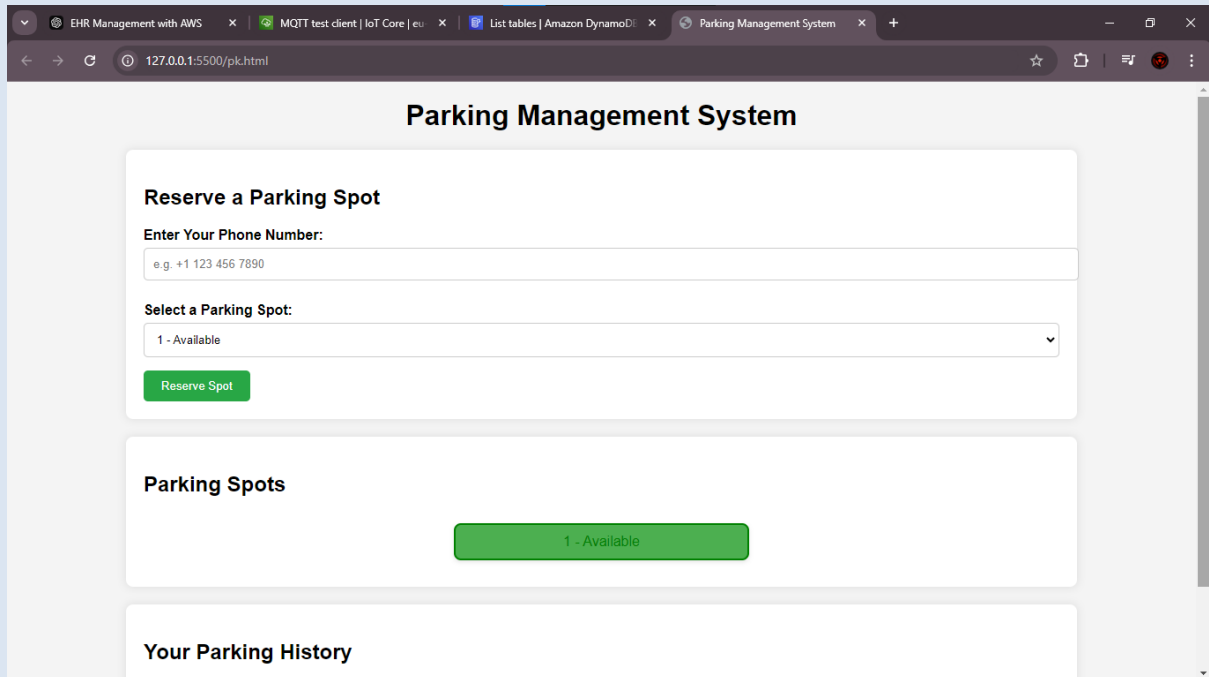 EHR Management with AWS
MQTT test client | IoT Core | eu-
List tables | Amazon DynamoDB
Parking Management System
127.0.0.1:5500/pk.html
Parking Management System
Reserve a Parking Spot
Enter Your Phone Number:
e.g. +1 123 456 7890
Select a Parking Spot:
1 - Available
Reserve Spot
Parking Spots
1 - Available
Your Parking History